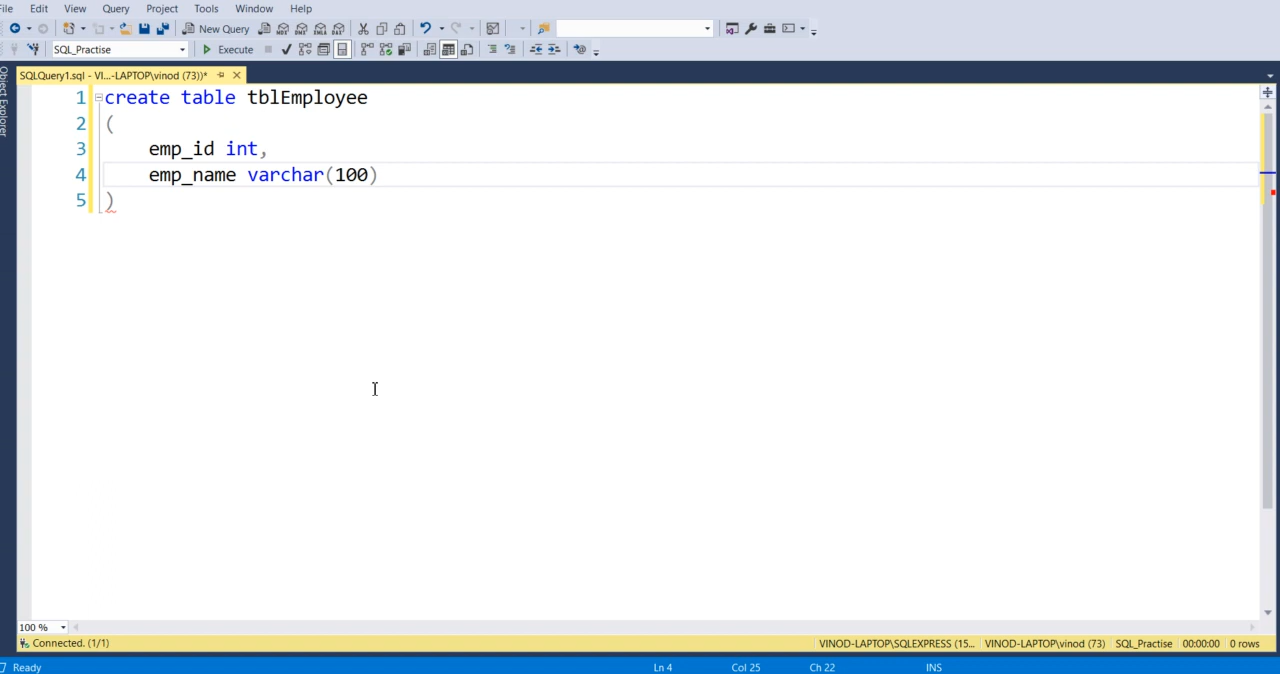 File Edit View Query Project Tools Window Help
New Query
SQL_Practise Execute
Object Explorer
SQLQuery1.sql - VI...-LAPTOP\vinod (73))*
1 create table tblEmployee
2 (
3 emp_id int,
4 emp_name varchar(100)
5 )
100 %
Connected. (1/1) VINOD-LAPTOP\SQLEXPRESS (15... VINOD-LAPTOP\vinod (73) SQL_Practise 00:00:00 0 rows
Ready Ln 4 Col 25 Ch 22 INS